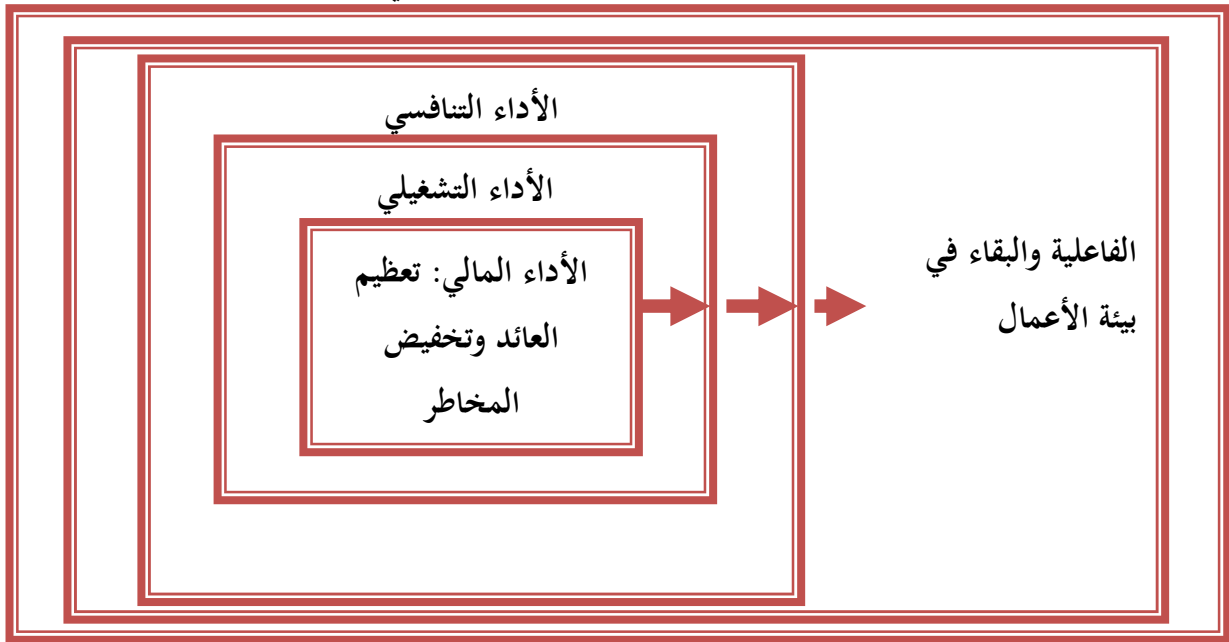 الأداء التنافسي
الأداء التشغيلي
الأداء المالي: تعظيم
العائد وتخفيض
المخاطر
الفاعلية والبقاء في
بيئة الأعمال